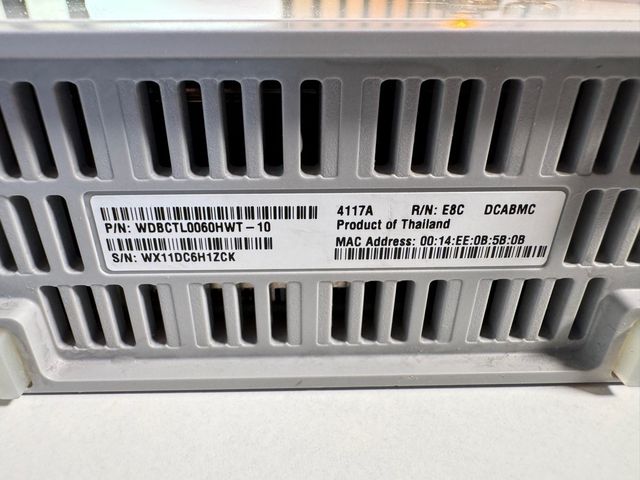 P/N: WDBCTL0060HWT-10
S/N: WX11DC6H1ZCK
4117A R/N: E8C DCABMC
Product of Thailand
MAC Address: 00:14:EE:0B:5B:0B